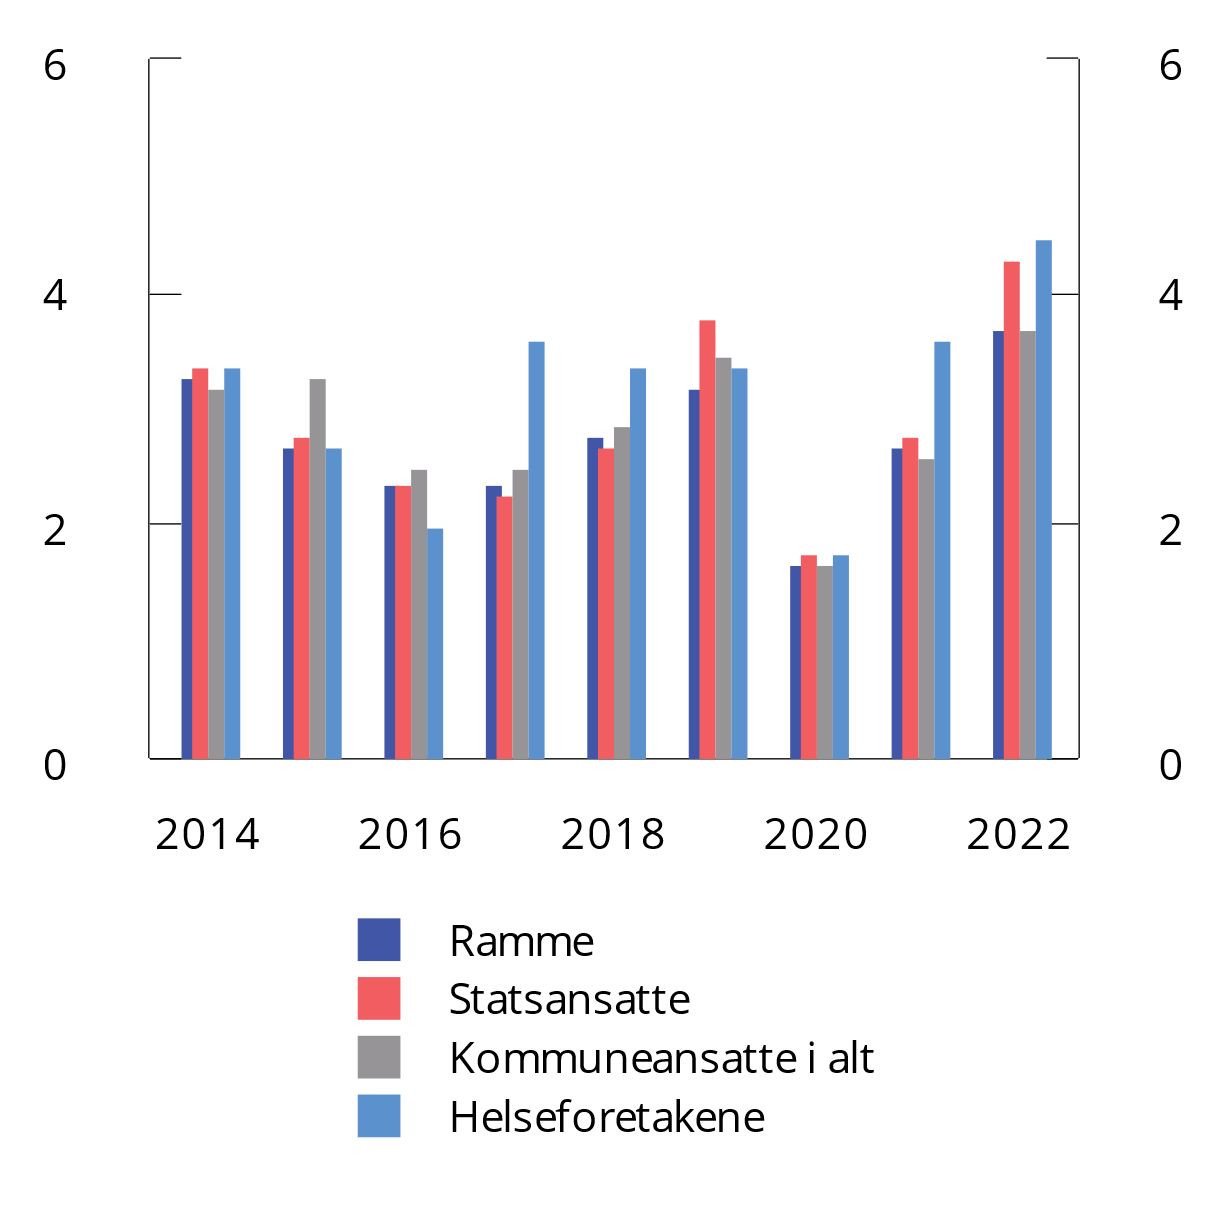 6 6
4 4
2 2
0 0
2014 2016 2018 2020 2022
Ramme
Statsansatte
Kommuneansatte i alt
Helseforetakene